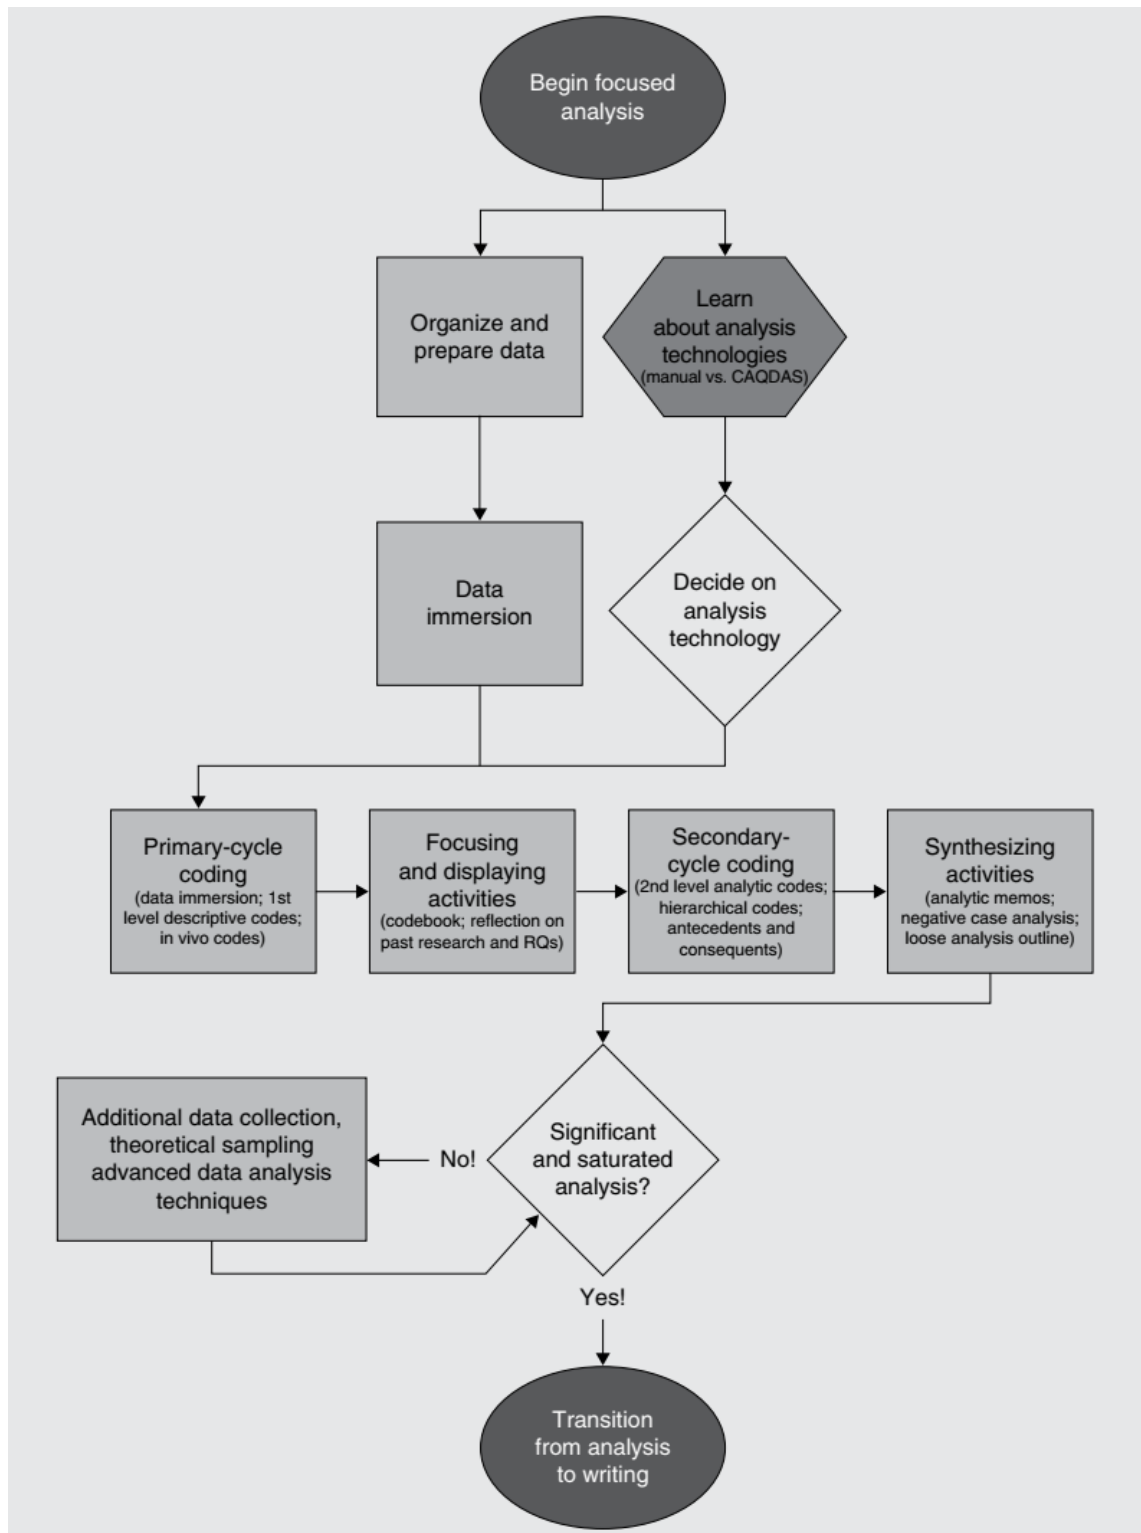 Begin focused
analysis
Organize and
prepare data
Learn
about analysis
technologies
(manual vs. CAQDAS)
Data
immersion
Decide on
analysis
technology
Primary-cycle
coding
(data immersion; 1st
level descriptive codes;
in vivo codes)
Focusing
and displaying
activities
(codebook; reflection on
past research and RQs)
Secondary-
cycle coding
(2nd level analytic codes;
hierarchical codes;
antecedents and
consequents)
Synthesizing
activities
(analytic memos;
negative case analysis;
loose analysis outline)
Significant
and saturated
analysis?
No!
Additional data collection,
theoretical sampling
advanced data analysis
techniques
Yes!
Transition
from analysis
to writing